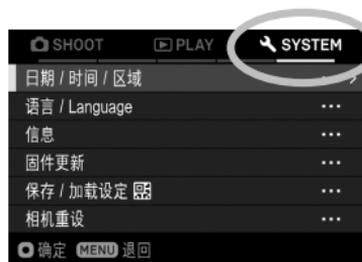 SHOOT PLAY SYSTEM
日期 / 时间 / 区域
语言 / Language
信息
固件更新
保存 / 加载设定
相机重设
确定 MENU 退回